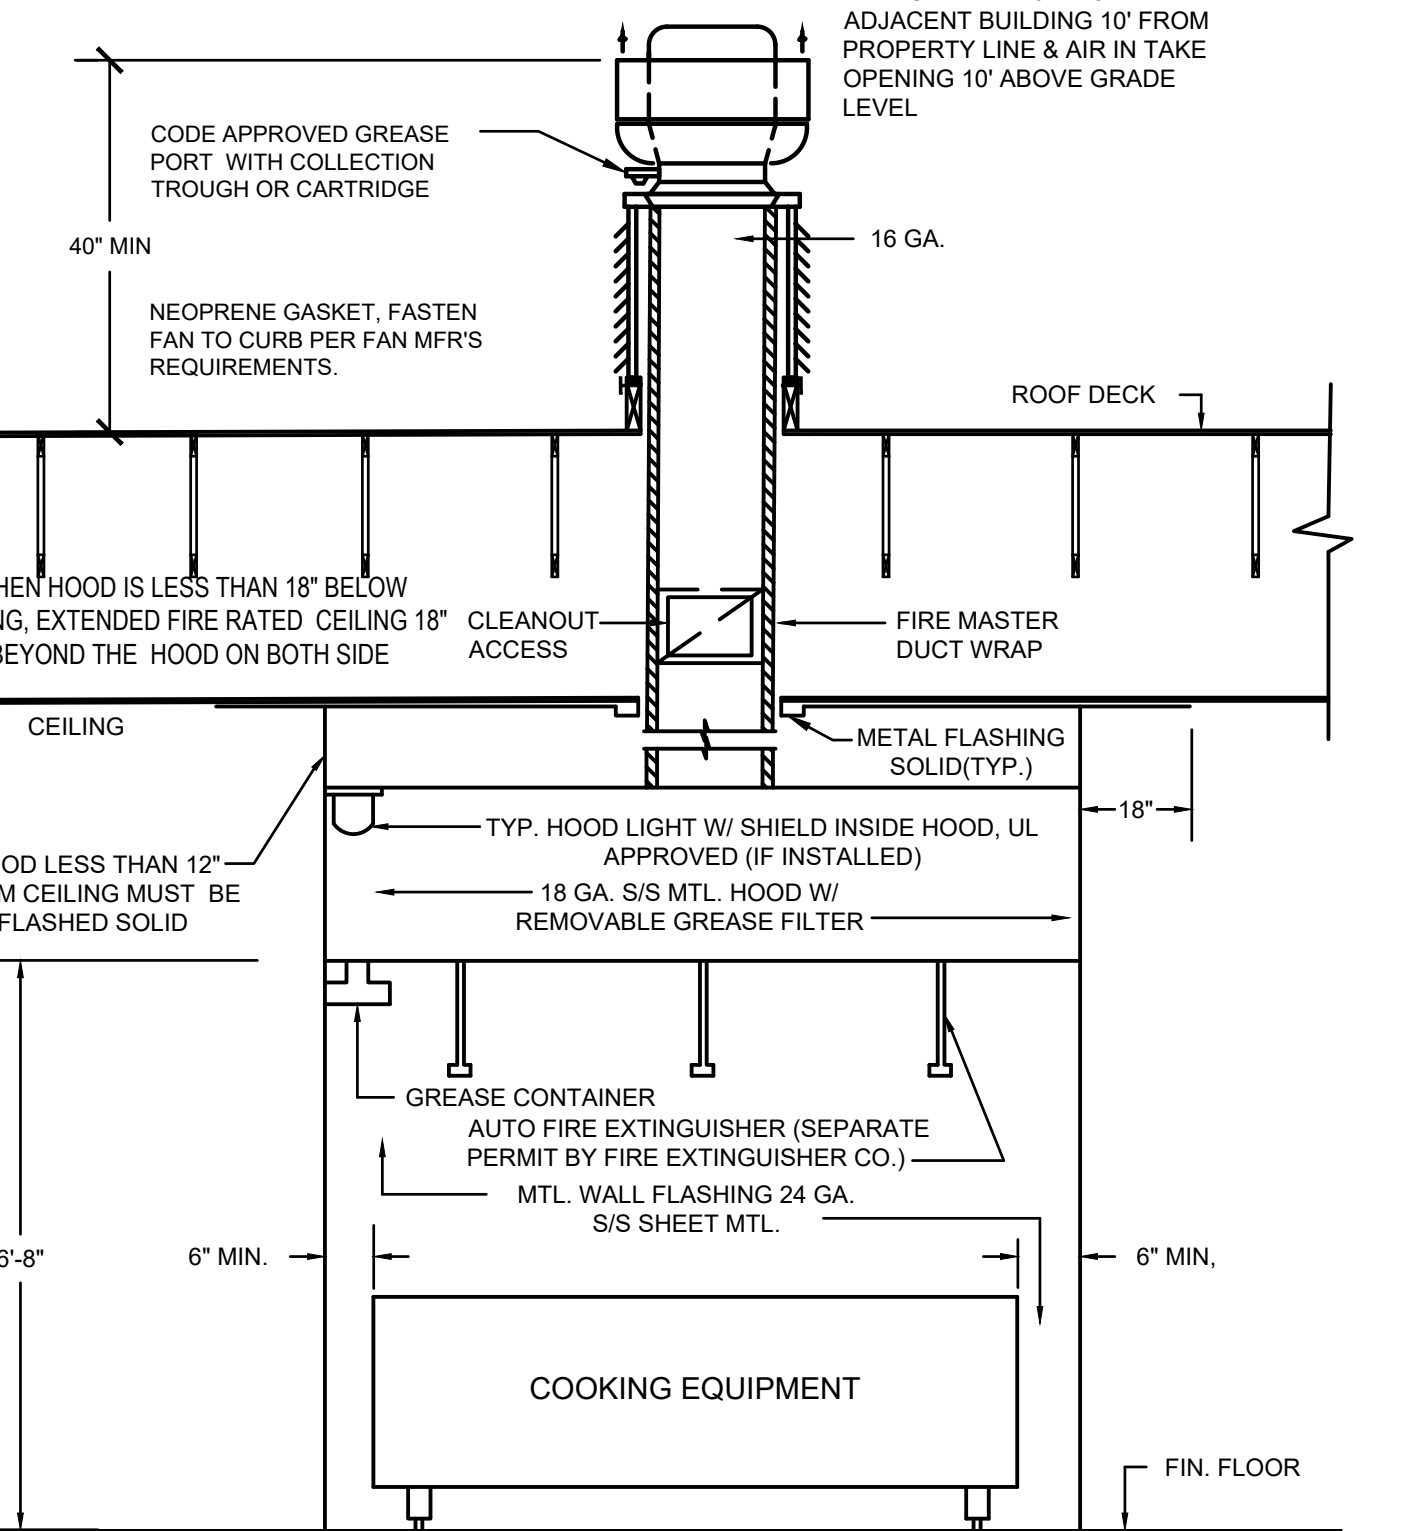 ADJACENT BUILDING 10' FROM
PROPERTY LINE & AIR IN TAKE
OPENING 10' ABOVE GRADE
LEVEL
CODE APPROVED GREASE
PORT WITH COLLECTION
TROUGH OR CARTRIDGE
40" MIN
16 GA.
NEOPRENE GASKET, FASTEN
FAN TO CURB PER FAN MFR'S
REQUIREMENTS.
ROOF DECK
HOOD IS LESS THAN 18" BELOW
EXTENDED FIRE RATED CEILING 18"
BEYOND THE HOOD ON BOTH SIDE
CLEANOUT
ACCESS
FIRE MASTER
DUCT WRAP
CEILING
METAL FLASHING
SOLID(TYP.)
18"
TYP. HOOD LIGHT W/ SHIELD INSIDE HOOD, UL
APPROVED (IF INSTALLED)
LESS THAN 12"
CEILING MUST BE
FLASHED SOLID
18 GA. S/S MTL. HOOD W/
REMOVABLE GREASE FILTER
GREASE CONTAINER
AUTO FIRE EXTINGUISHER (SEPARATE
PERMIT BY FIRE EXTINGUISHER CO.)
MTL. WALL FLASHING 24 GA.
S/S SHEET MTL.
6'-8"
6" MIN.
6" MIN,
COOKING EQUIPMENT
FIN. FLOOR